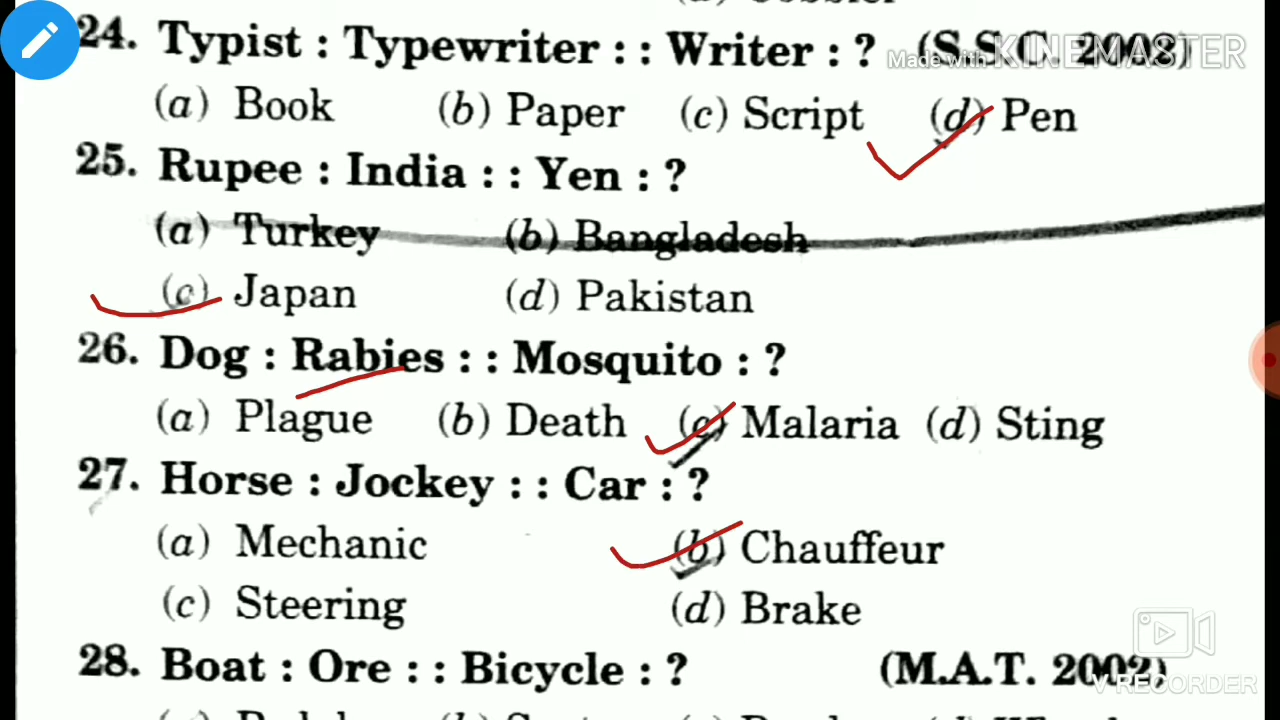 24. Typist : Typewriter : : Writer : ? (S.S.C. 2008)
Made with KINEMASTER
(a) Book (b) Paper (c) Script (d) Pen
25. Rupee : India : : Yen : ?
(a) Turkey (b) Bangladesh
(c) Japan (d) Pakistan
26. Dog : Rabies : : Mosquito : ?
(a) Plague (b) Death (c) Malaria (d) Sting
27. Horse : Jockey : : Car : ?
(a) Mechanic (b) Chauffeur
(c) Steering (d) Brake
28. Boat : Ore : : Bicycle : ? (M.A.T. 2002)
V RECORDER